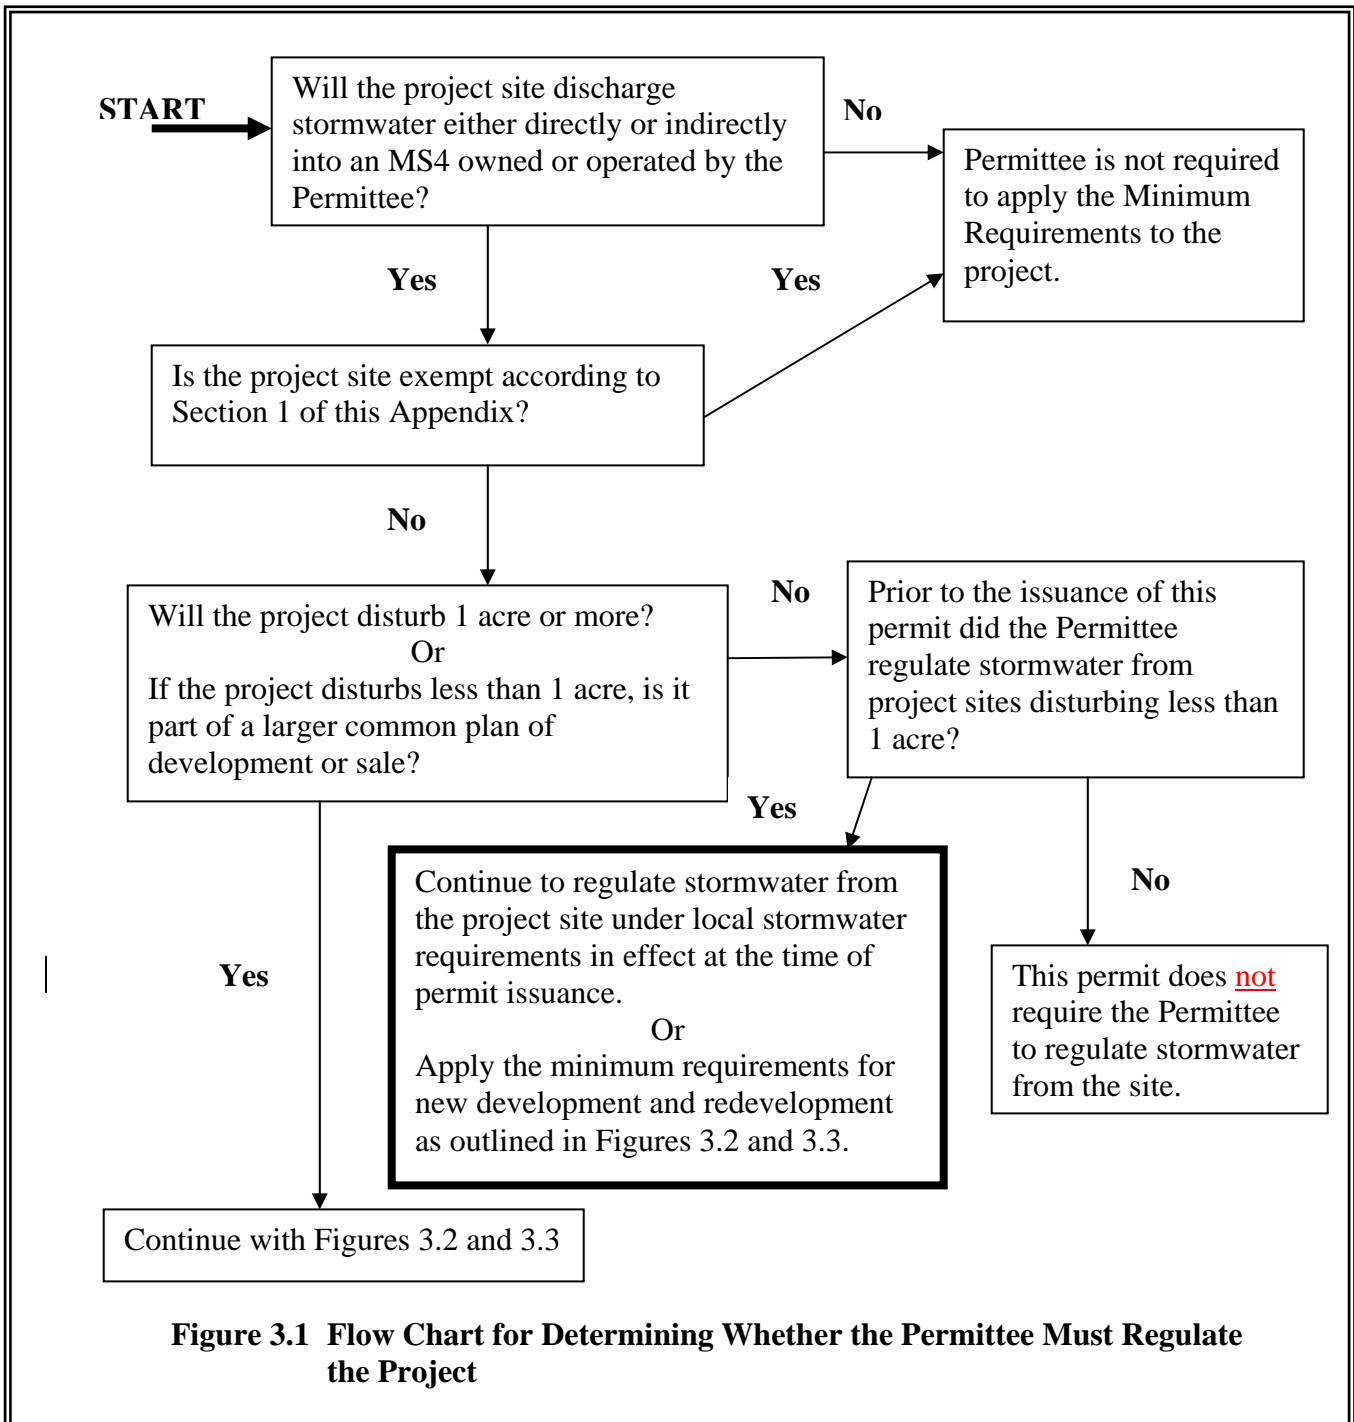 START
Will the project site discharge
stormwater either directly or indirectly
into an MS4 owned or operated by the
Permittee?
No
Permittee is not required
to apply the Minimum
Requirements to the
project.
Yes
Yes
Is the project site exempt according to
Section 1 of this Appendix?
No
Will the project disturb 1 acre or more?
Or
If the project disturbs less than 1 acre, is it
part of a larger common plan of
development or sale?
No
Prior to the issuance of this
permit did the Permittee
regulate stormwater from
project sites disturbing less than
1 acre?
Yes
Continue to regulate stormwater from
the project site under local stormwater
requirements in effect at the time of
permit issuance.
Or
Apply the minimum requirements for
new development and redevelopment
as outlined in Figures 3.2 and 3.3.
No
This permit does not
require the Permittee
to regulate stormwater
from the site.
Yes
Continue with Figures 3.2 and 3.3
Figure 3.1 Flow Chart for Determining Whether the Permittee Must Regulate
the Project